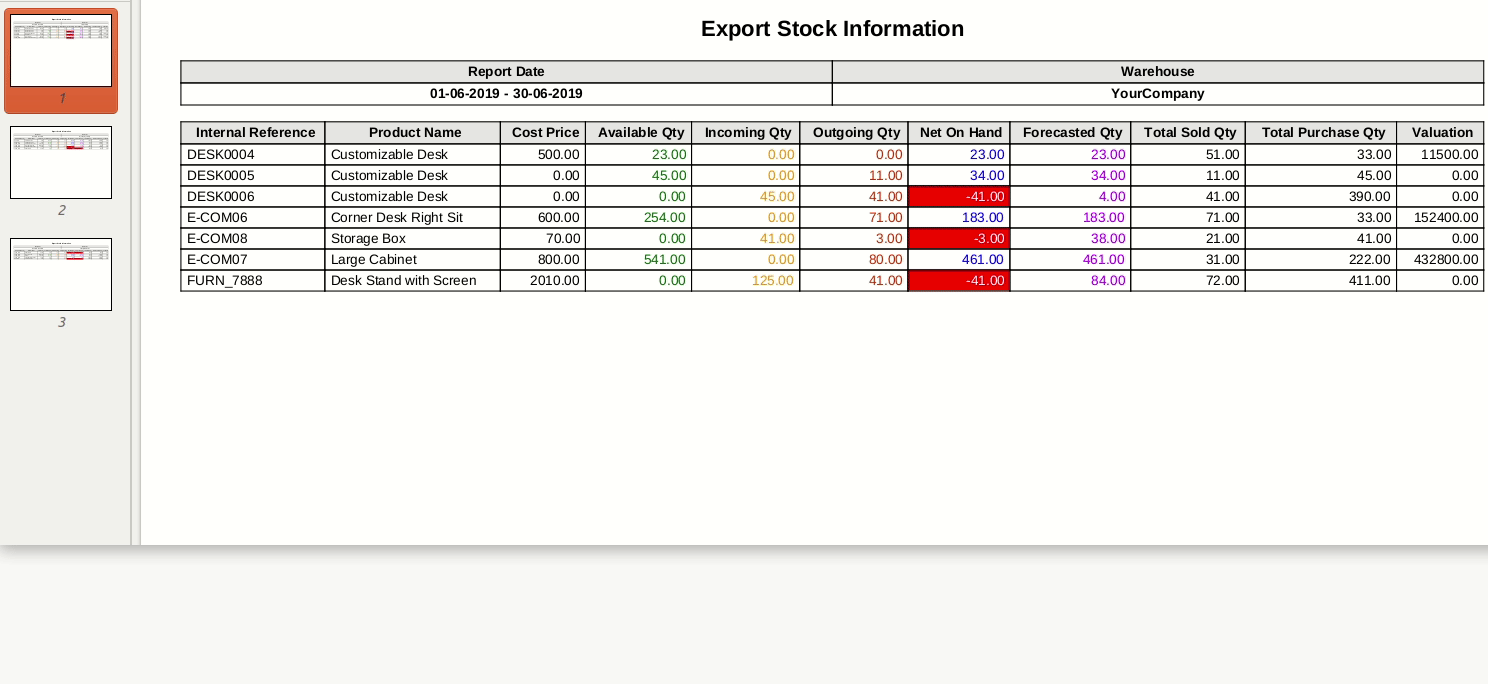 Export Stock Information
Report Date Warehouse
01-06-2019 - 30-06-2019 YourCompany
Internal Reference Product Name Cost Price Available Qty Incoming Qty Outgoing Qty Net On Hand Forecasted Qty Total Sold Qty Total Purchase Qty Valuation
DESK0004 Customizable Desk 500.00 23.00 0.00 0.00 23.00 23.00 51.00 33.00 11500.00
DESK0005 Customizable Desk 0.00 45.00 0.00 11.00 34.00 34.00 11.00 45.00 0.00
DESK0006 Customizable Desk 0.00 0.00 45.00 41.00 -41.00 4.00 41.00 390.00 0.00
E-COM06 Corner Desk Right Sit 600.00 254.00 0.00 71.00 183.00 183.00 71.00 33.00 152400.00
E-COM08 Storage Box 70.00 0.00 41.00 3.00 -3.00 38.00 21.00 41.00 0.00
E-COM07 Large Cabinet 800.00 541.00 0.00 80.00 461.00 461.00 31.00 222.00 432800.00
FURN_7888 Desk Stand with Screen 2010.00 0.00 125.00 41.00 -41.00 84.00 72.00 411.00 0.00
1
2
3